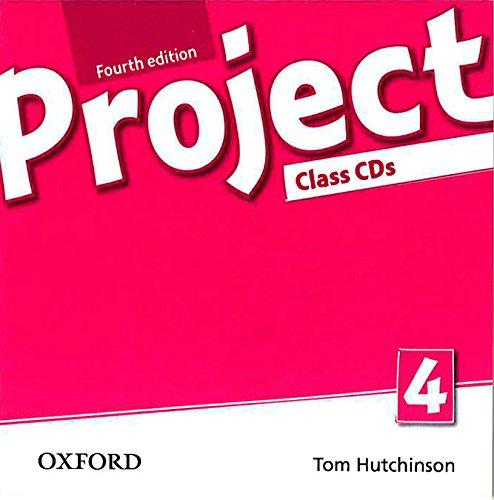 Fourth edition
Project
Class CDs
4
OXFORD
Tom Hutchinson